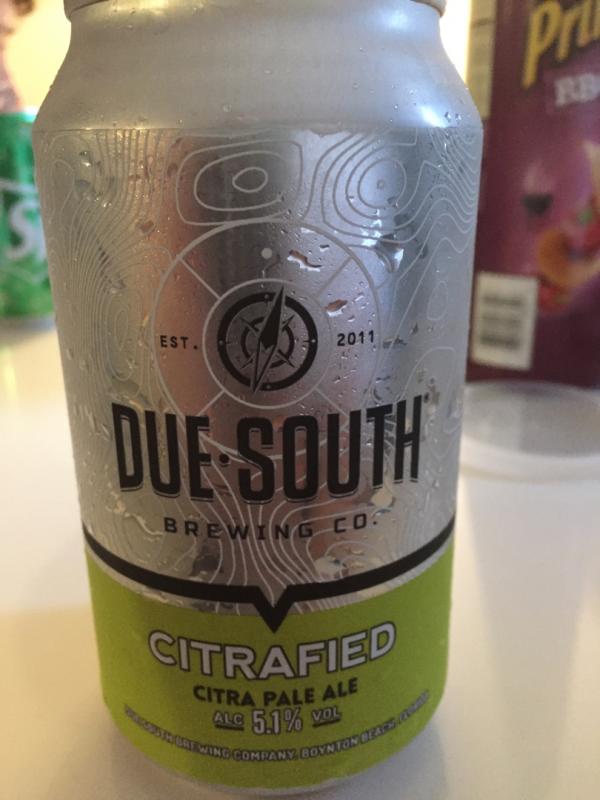 EST. 2011
DUE·SOUTH
BREWING CO.
CITRAFIED
CITRA PALE ALE
ALC 5.1% VOL
DUE SOUTH BREWING COMPANY, BOYNTON BEACH, FLORIDA